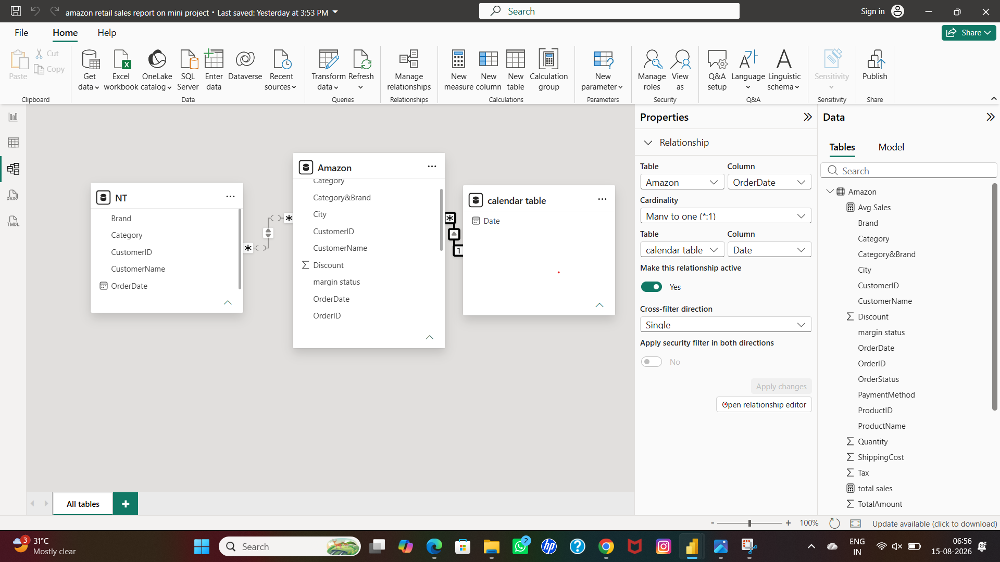 amazon retail sales report on mini project • Last saved: Yesterday at 3:53 PM
Search
Sign in
File
Home
Help
Share
Paste
Cut
Copy
Clipboard
Get data
Excel workbook
OneLake catalog
SQL Server
Enter data
Dataverse
Recent sources
Data
Transform data
Refresh
Queries
Manage relationships
Relationships
New measure
New column
New table
Calculation group
Calculations
New parameter
Parameters
Manage roles
View as
Security
Q&A setup
Language
Linguistic schema
Q&A
Sensitivity
Sensitivity
Publish
Share
DAX
TMDL
NT
Brand
Category
CustomerID
CustomerName
OrderDate
*
*
Amazon
Category
Category&Brand
City
CustomerID
CustomerName
Discount
margin status
OrderDate
OrderID
*
1
calendar table
Date
Properties
Relationship
Table
Column
Amazon
OrderDate
Cardinality
Many to one (*:1)
Table
Column
calendar table
Date
Make this relationship active
Yes
Cross-filter direction
Single
Apply security filter in both directions
No
Apply changes
Open relationship editor
Data
Tables
Model
Search
Amazon
Avg Sales
Brand
Category
Category&Brand
City
CustomerID
CustomerName
Discount
margin status
OrderDate
OrderID
OrderStatus
PaymentMethod
ProductID
ProductName
Quantity
ShippingCost
Tax
total sales
TotalAmount
All tables
+
- + 100%
Update available (click to download)
3
31°C
Mostly clear
Search
2
hp
ENG
IN
06:56
15-08-2026